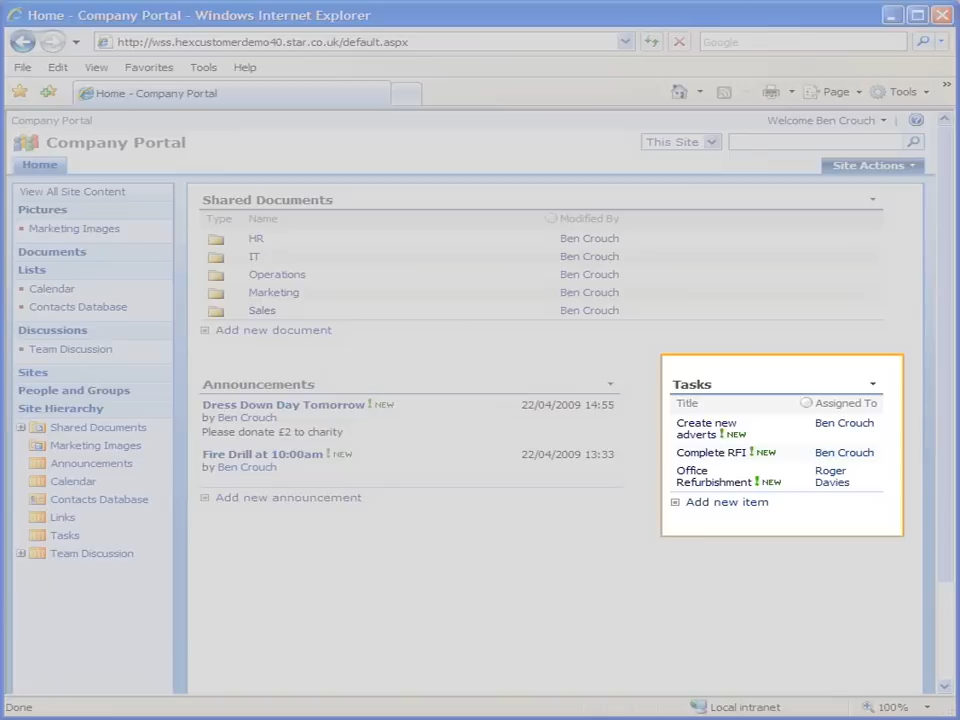 Home - Company Portal - Windows Internet Explorer
http://wss.hexcustomerdemo40.star.co.uk/default.aspx
Google
File Edit View Favorites Tools Help
Home - Company Portal
Page Tools »
Company Portal
Welcome Ben Crouch
Company Portal
This Site
Home
Site Actions
View All Site Content
Pictures
Marketing Images
Documents
Lists
Calendar
Contacts Database
Discussions
Team Discussion
Sites
People and Groups
Site Hierarchy
Shared Documents
Marketing Images
Announcements
Calendar
Contacts Database
Links
Tasks
Team Discussion
Shared Documents
Type Name Modified By
HR Ben Crouch
IT Ben Crouch
Operations Ben Crouch
Marketing Ben Crouch
Sales Ben Crouch
Add new document
Announcements
Dress Down Day Tomorrow ! NEW 22/04/2009 14:55
by Ben Crouch
Please donate £2 to charity
Fire Drill at 10:00am ! NEW 22/04/2009 13:33
by Ben Crouch
Add new announcement
Tasks
Title Assigned To
Create new Ben Crouch
adverts ! NEW
Complete RFI ! NEW Ben Crouch
Office Roger
Refurbishment ! NEW Davies
Add new item
Done
Local intranet
100%